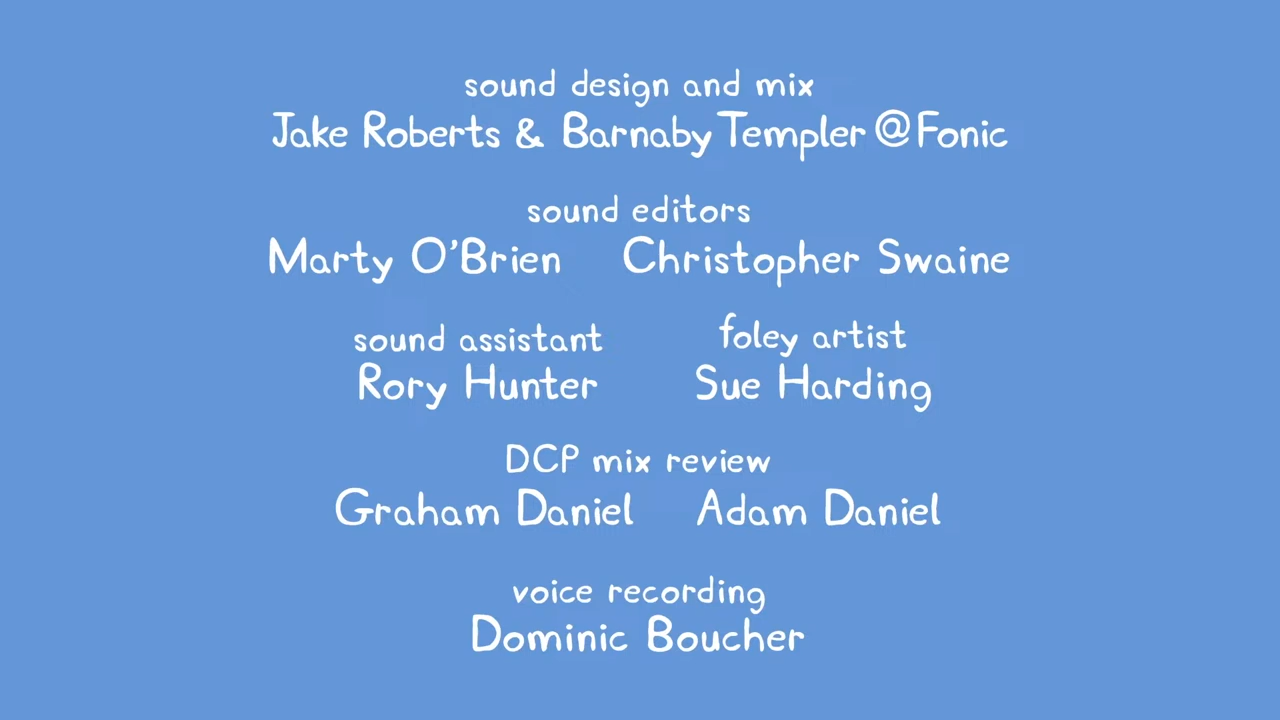 sound design and mix
Jake Roberts & Barnaby Templer @ Fonic
sound editors
Marty O'Brien Christopher Swaine
sound assistant foley artist
Rory Hunter Sue Harding
DCP mix review
Graham Daniel Adam Daniel
voice recording
Dominic Boucher